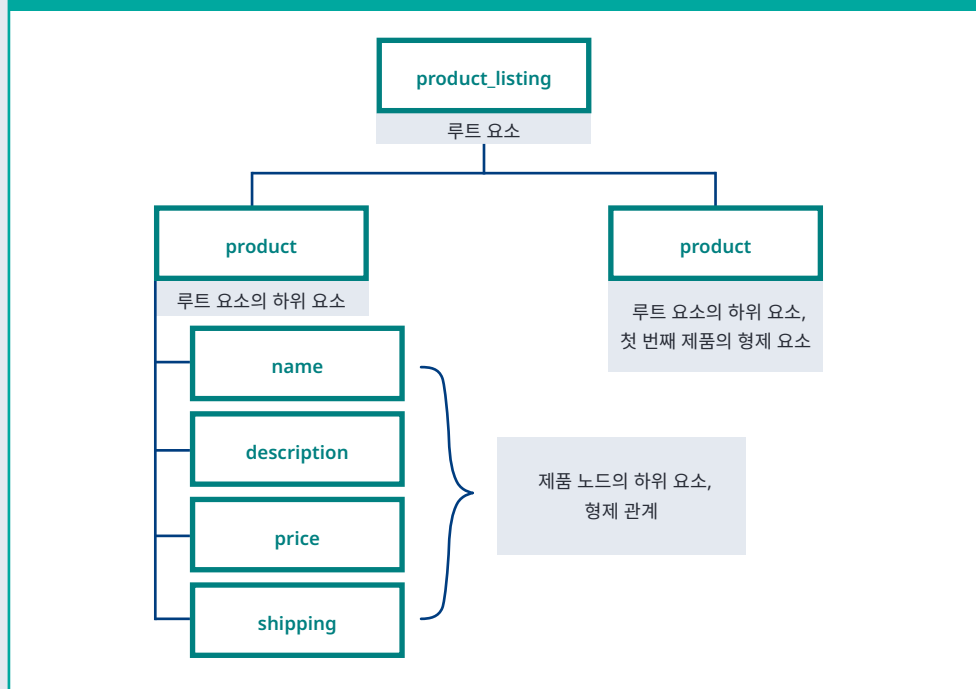 product_listing
루트 요소
product
루트 요소의 하위 요소
product
루트 요소의 하위 요소,
첫 번째 제품의 형제 요소
name
description
price
shipping
제품 노드의 하위 요소,
형제 관계